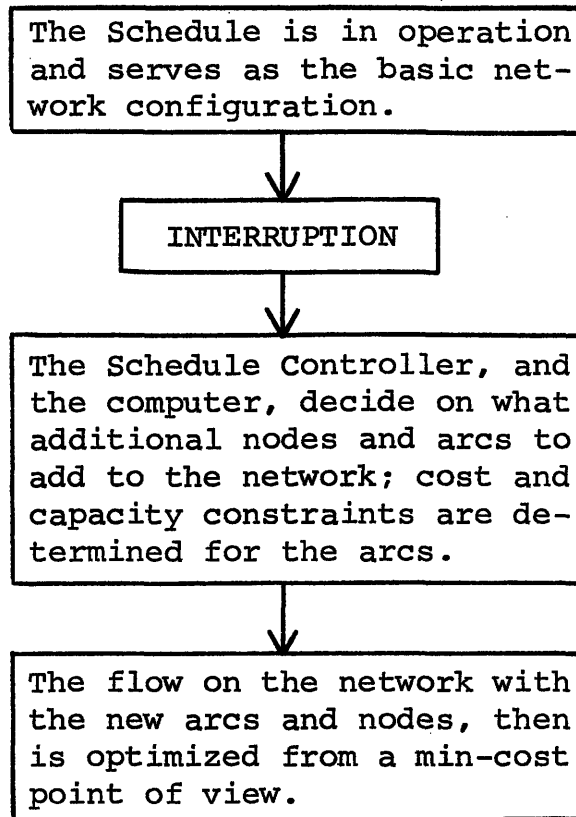 The Schedule is in operation
and serves as the basic net-
work configuration.
INTERRUPTION
The Schedule Controller, and
the computer, decide on what
additional nodes and arcs to
add to the network; cost and
capacity constraints are de-
termined for the arcs.
The flow on the network with
the new arcs and nodes, then
is optimized from a min-cost
point of view.